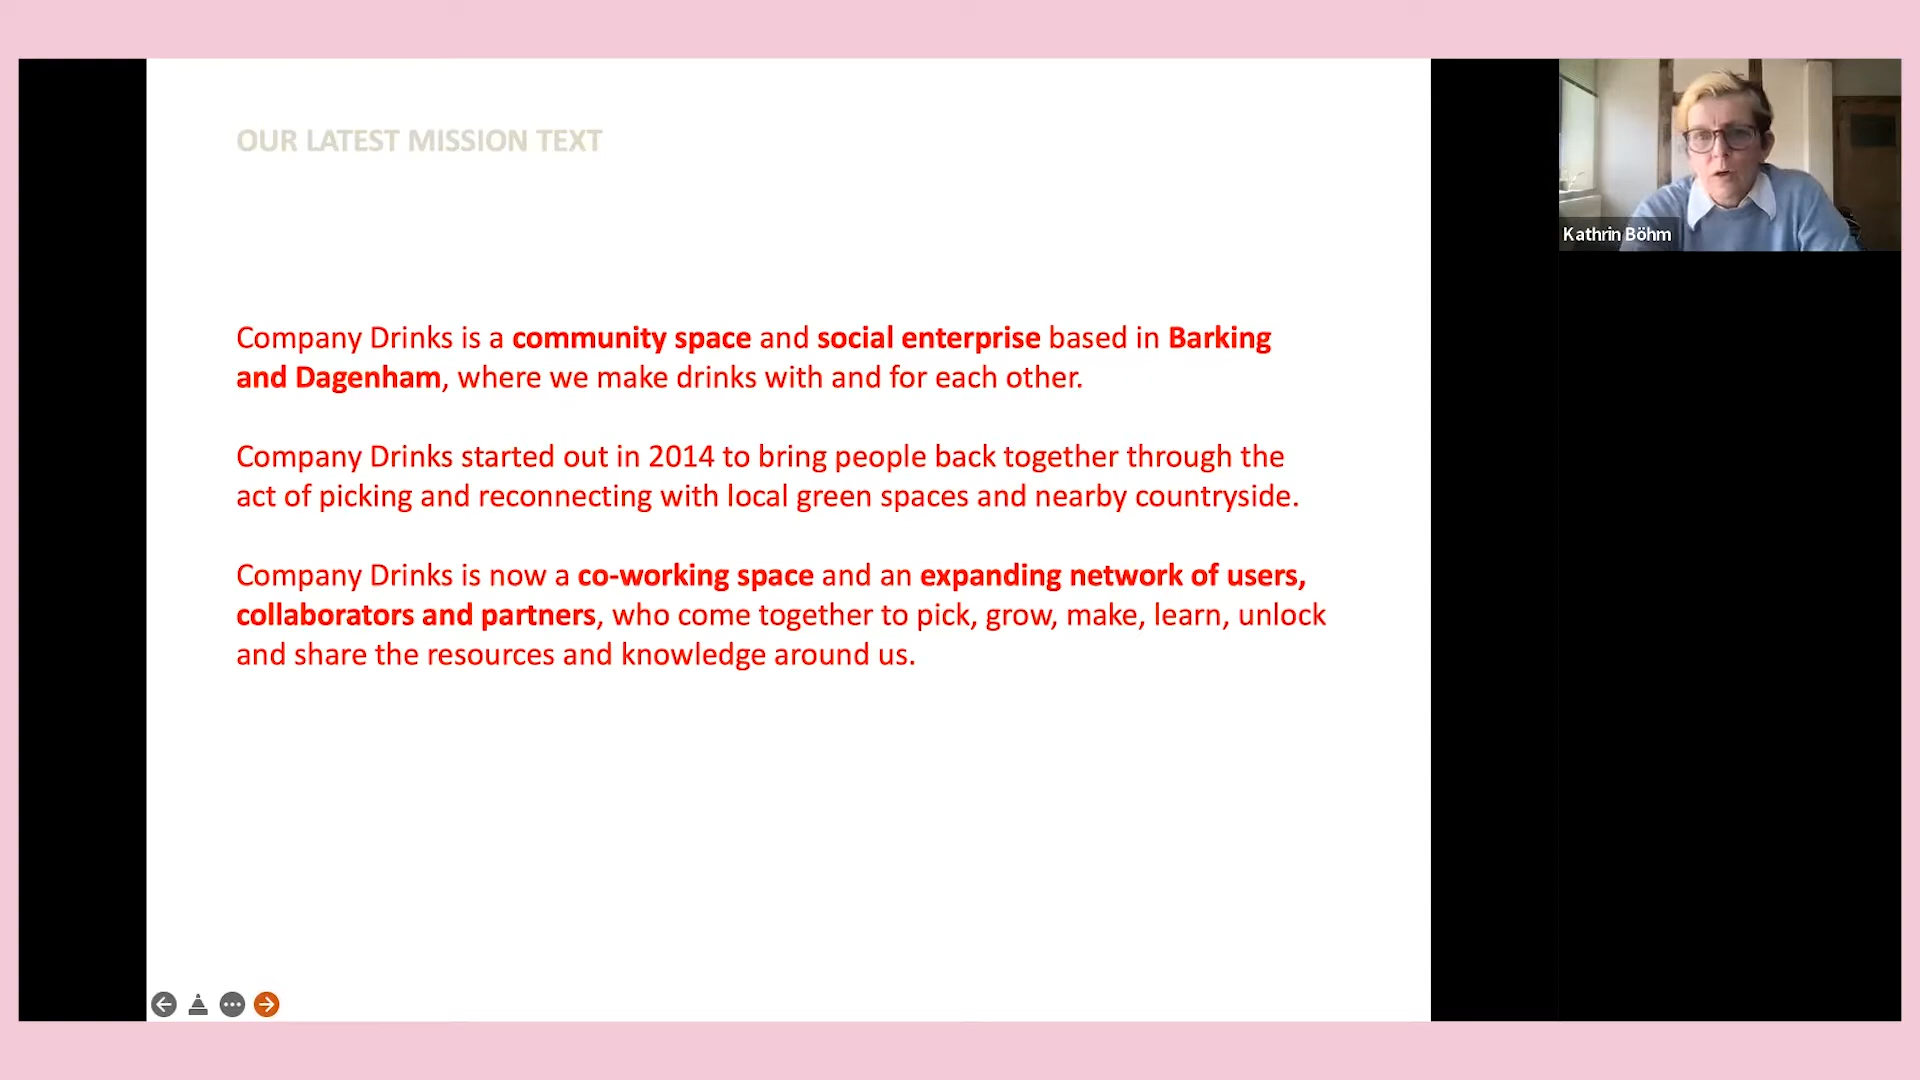 OUR LATEST MISSION TEXT
Company Drinks is a community space and social enterprise based in Barking
and Dagenham, where we make drinks with and for each other.
Company Drinks started out in 2014 to bring people back together through the
act of picking and reconnecting with local green spaces and nearby countryside.
Company Drinks is now a co-working space and an expanding network of users,
collaborators and partners, who come together to pick, grow, make, learn, unlock
and share the resources and knowledge around us.
Kathrin Böhm